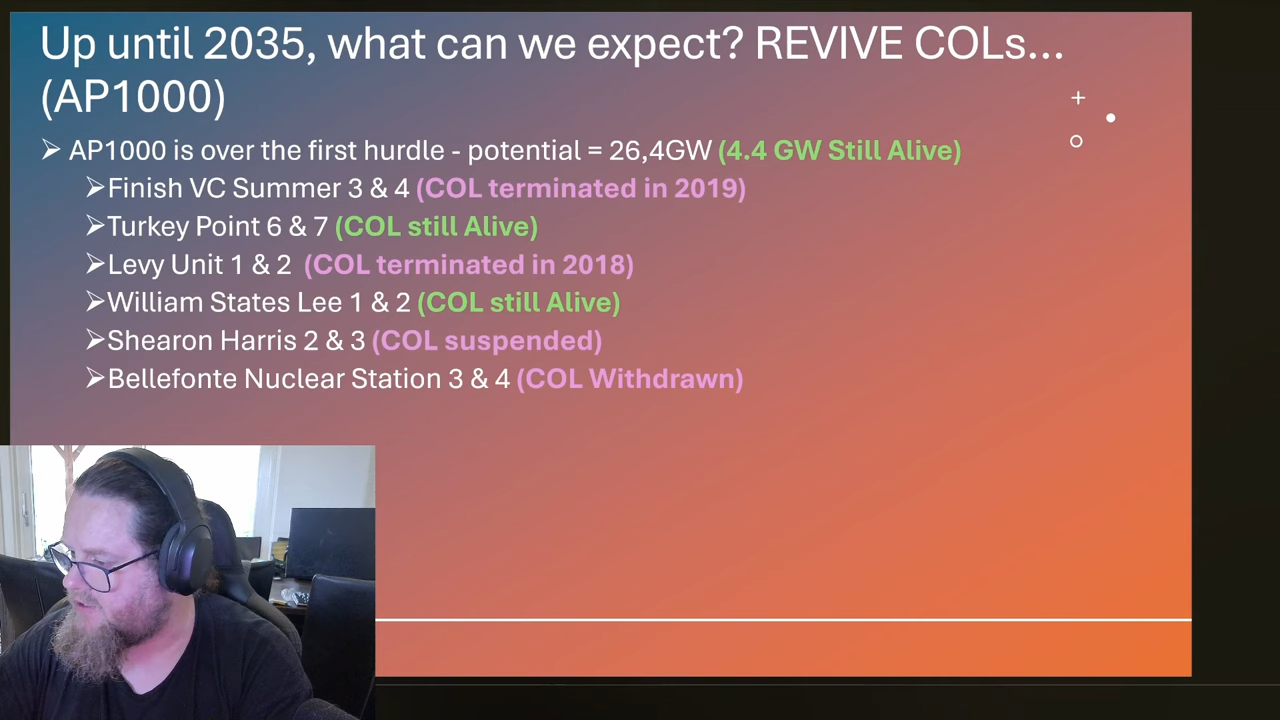 Up until 2035, what can we expect? REVIVE COLs...
(AP1000)
AP1000 is over the first hurdle - potential = 26,4GW (4.4 GW Still Alive)
Finish VC Summer 3 & 4 (COL terminated in 2019)
Turkey Point 6 & 7 (COL still Alive)
Levy Unit 1 & 2 (COL terminated in 2018)
William States Lee 1 & 2 (COL still Alive)
Shearon Harris 2 & 3 (COL suspended)
Bellefonte Nuclear Station 3 & 4 (COL Withdrawn)